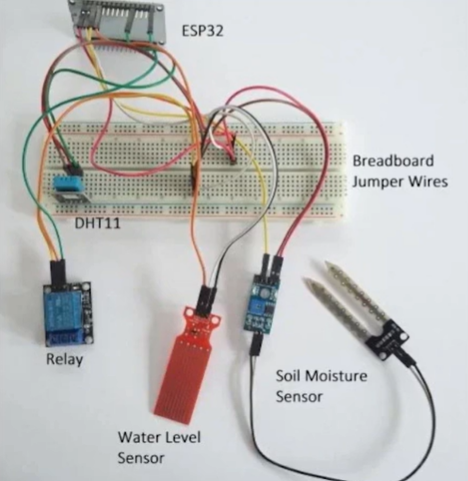 ESP32
Breadboard
Jumper Wires
DHT11
Relay
Soil Moisture
Sensor
Water Level
Sensor